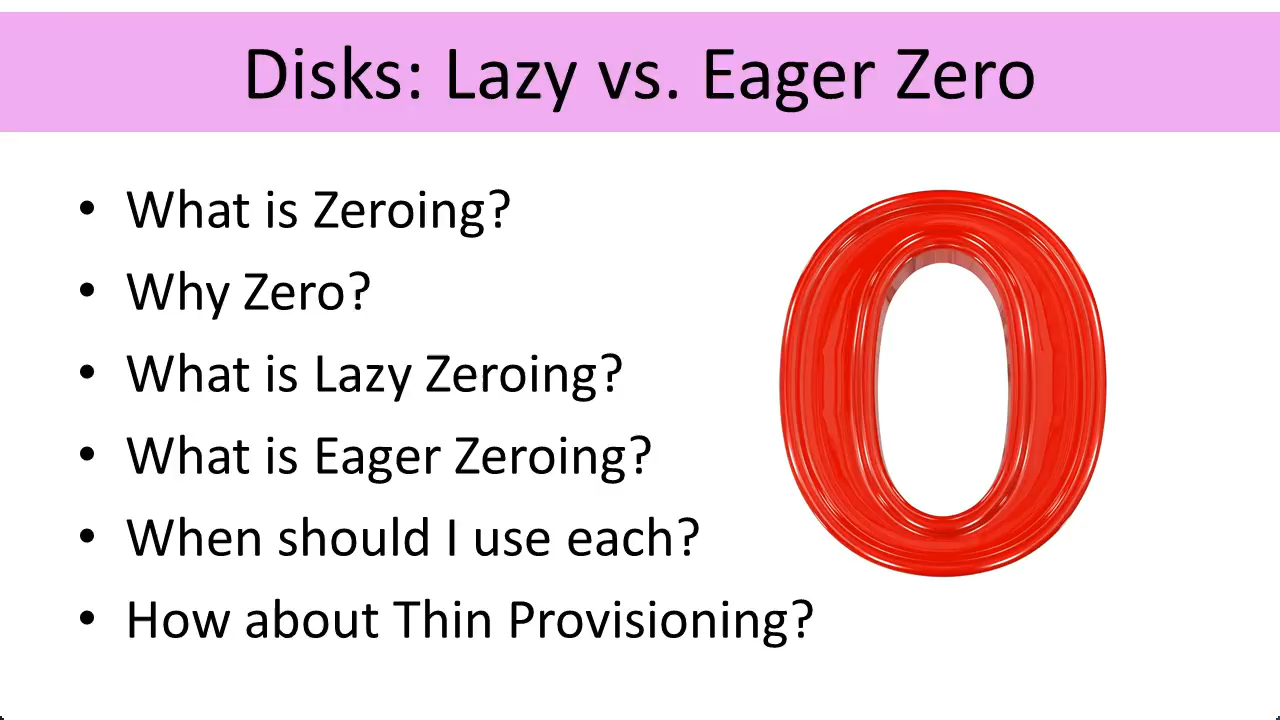 Disks: Lazy vs. Eager Zero
• What is Zeroing?
• Why Zero?
• What is Lazy Zeroing?
• What is Eager Zeroing?
• When should I use each?
• How about Thin Provisioning?
0